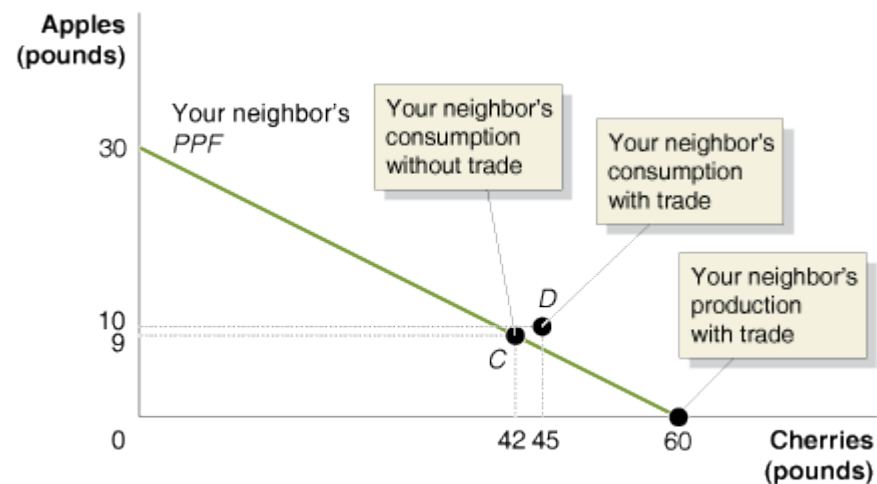 Apples
(pounds)
Your neighbor's
PPF
30
Your neighbor's
consumption
without trade
Your neighbor's
consumption
with trade
Your neighbor's
production
with trade
10
9
D
C
0
42 45
60
Cherries
(pounds)